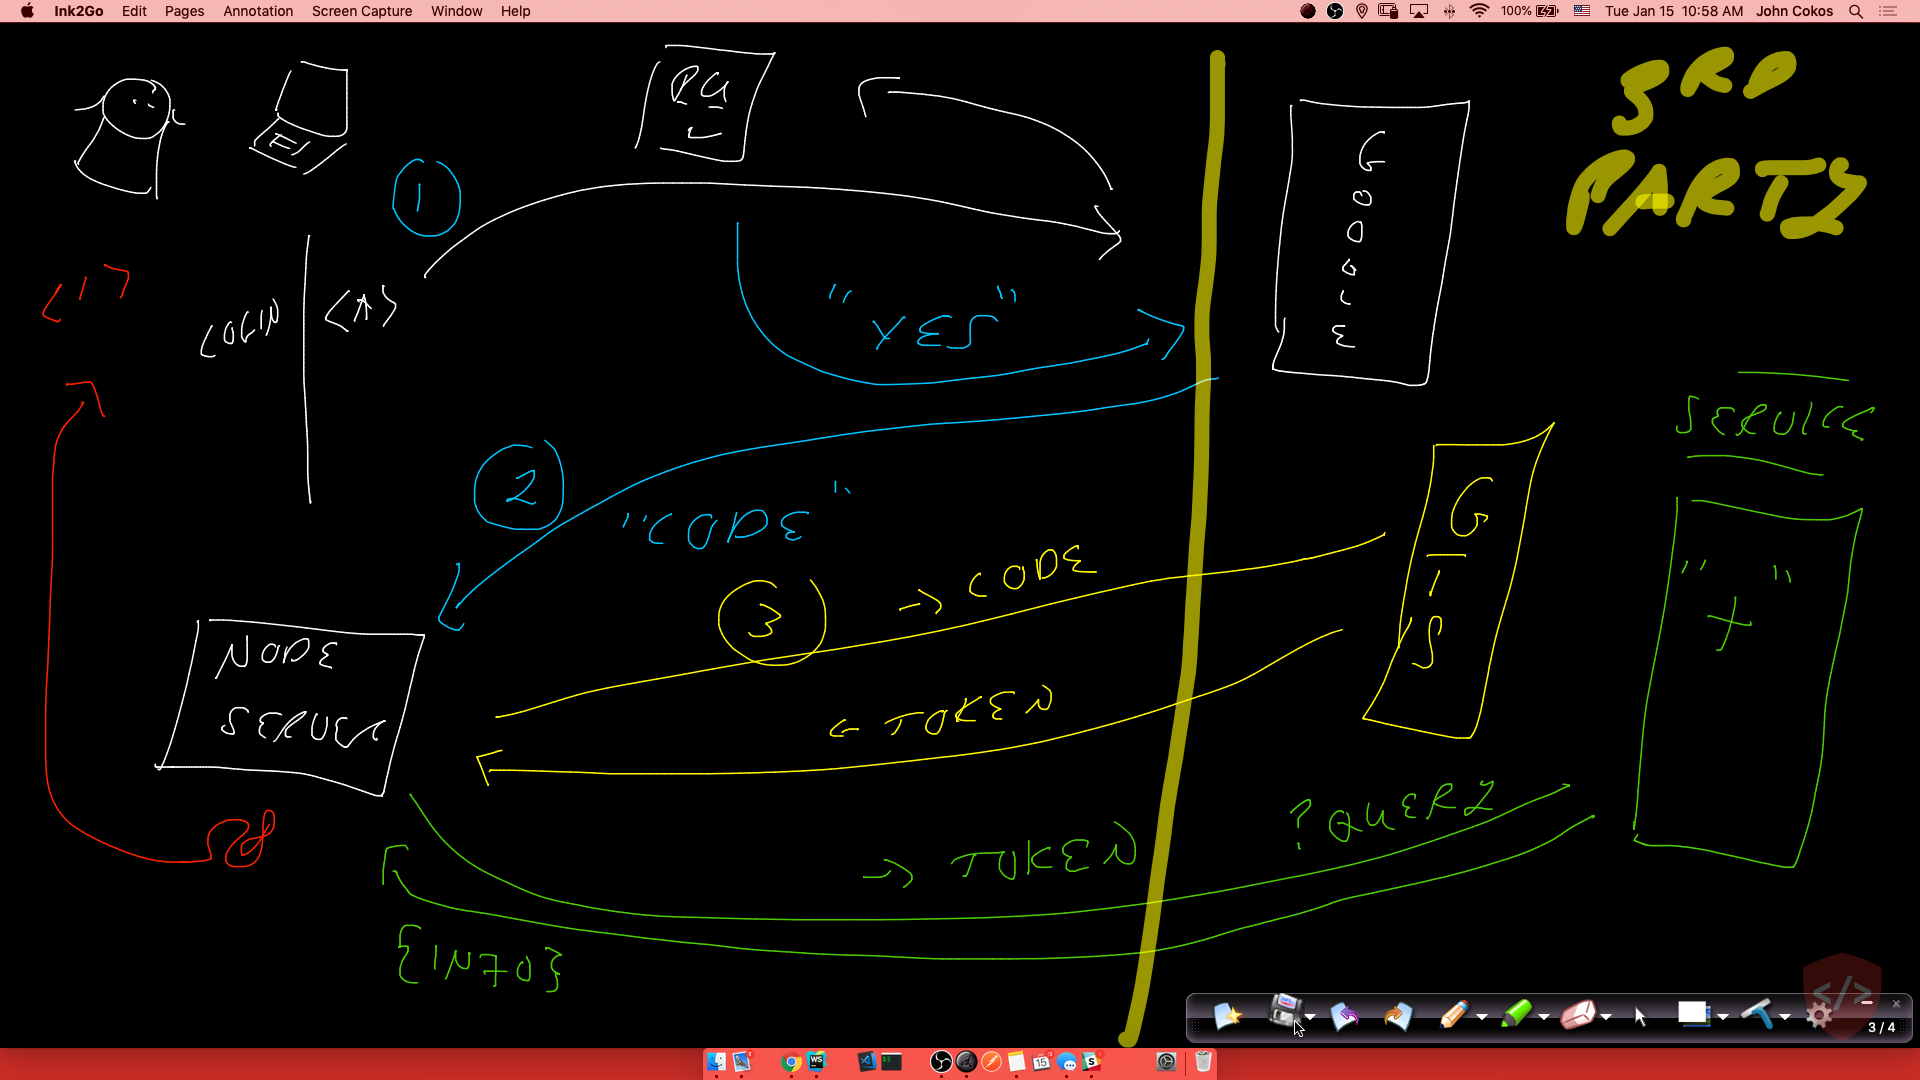 Ink2Go Edit Pages Annotation Screen Capture Window Help
100% Tue Jan 15 10:58 AM John Cokos
3RD
PARTY
GOOGLE
1
LOGIN
<A>
"YES"
SERVICE
2
"CODE"
3
→ CODE
G
NODE
SERVER
← TOKEN
? QUERY
→ TOKEN
{INFO}
3 / 4